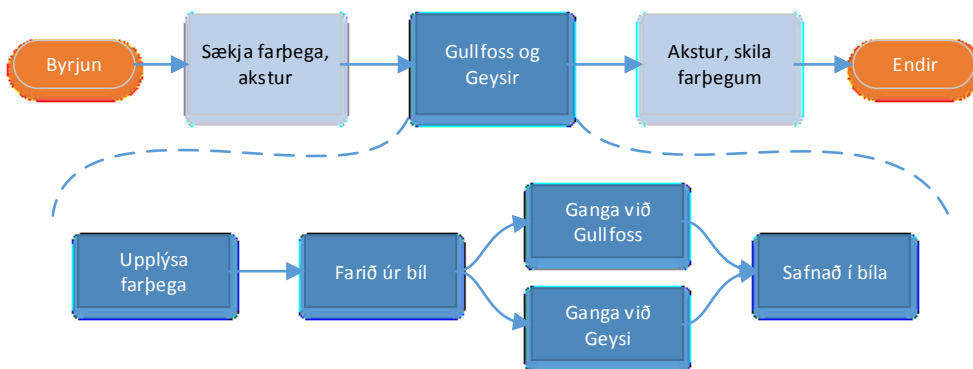 Byrjun
Sækja farþega,
akstur
Gullfoss og
Geysir
Akstur, skila
farþegum
Endir
Upplýsa
farþega
Farið úr bíl
Ganga við
Gullfoss
Ganga við
Geysi
Safnað í bíla